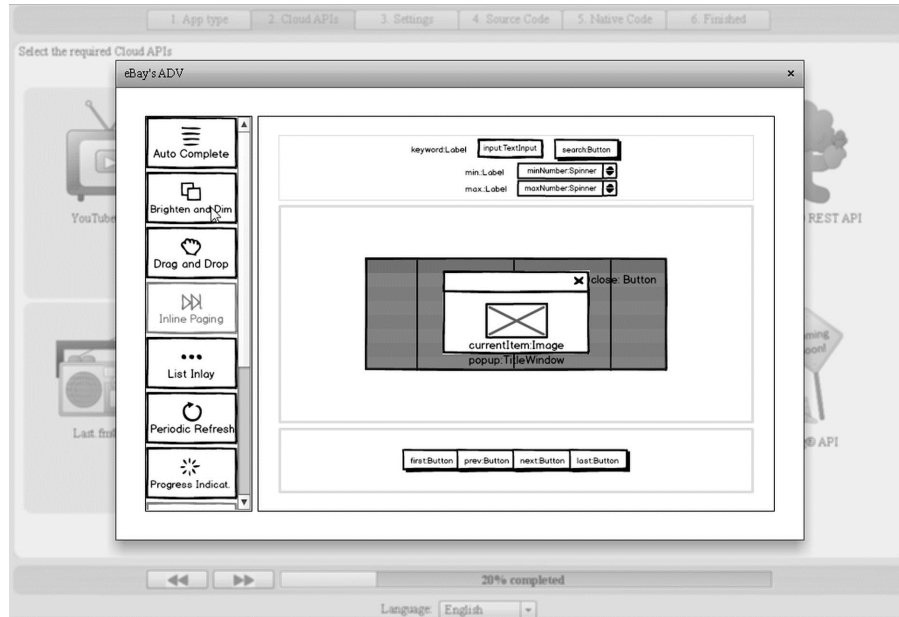 1. App type 2. Cloud APIs 3. Settings 4. Source Code 5. Native Code 6. Finished
Select the required Cloud APIs
eBay's ADV
Auto Complete
keyword:Label input:TextInput search:Button
min.:Label minNumber:Spinner
max.:Label maxNumber:Spinner
Brighten and Dim
YouTube
REST API
Drag and Drop
close: Button
Inline Paging
currentItem:Image
popup:TitleWindow
List Inlay
Periodic Refresh
Last.fm
® API
first:Button prev:Button next:Button last:Button
Progress Indicat.
20% completed
Language: English